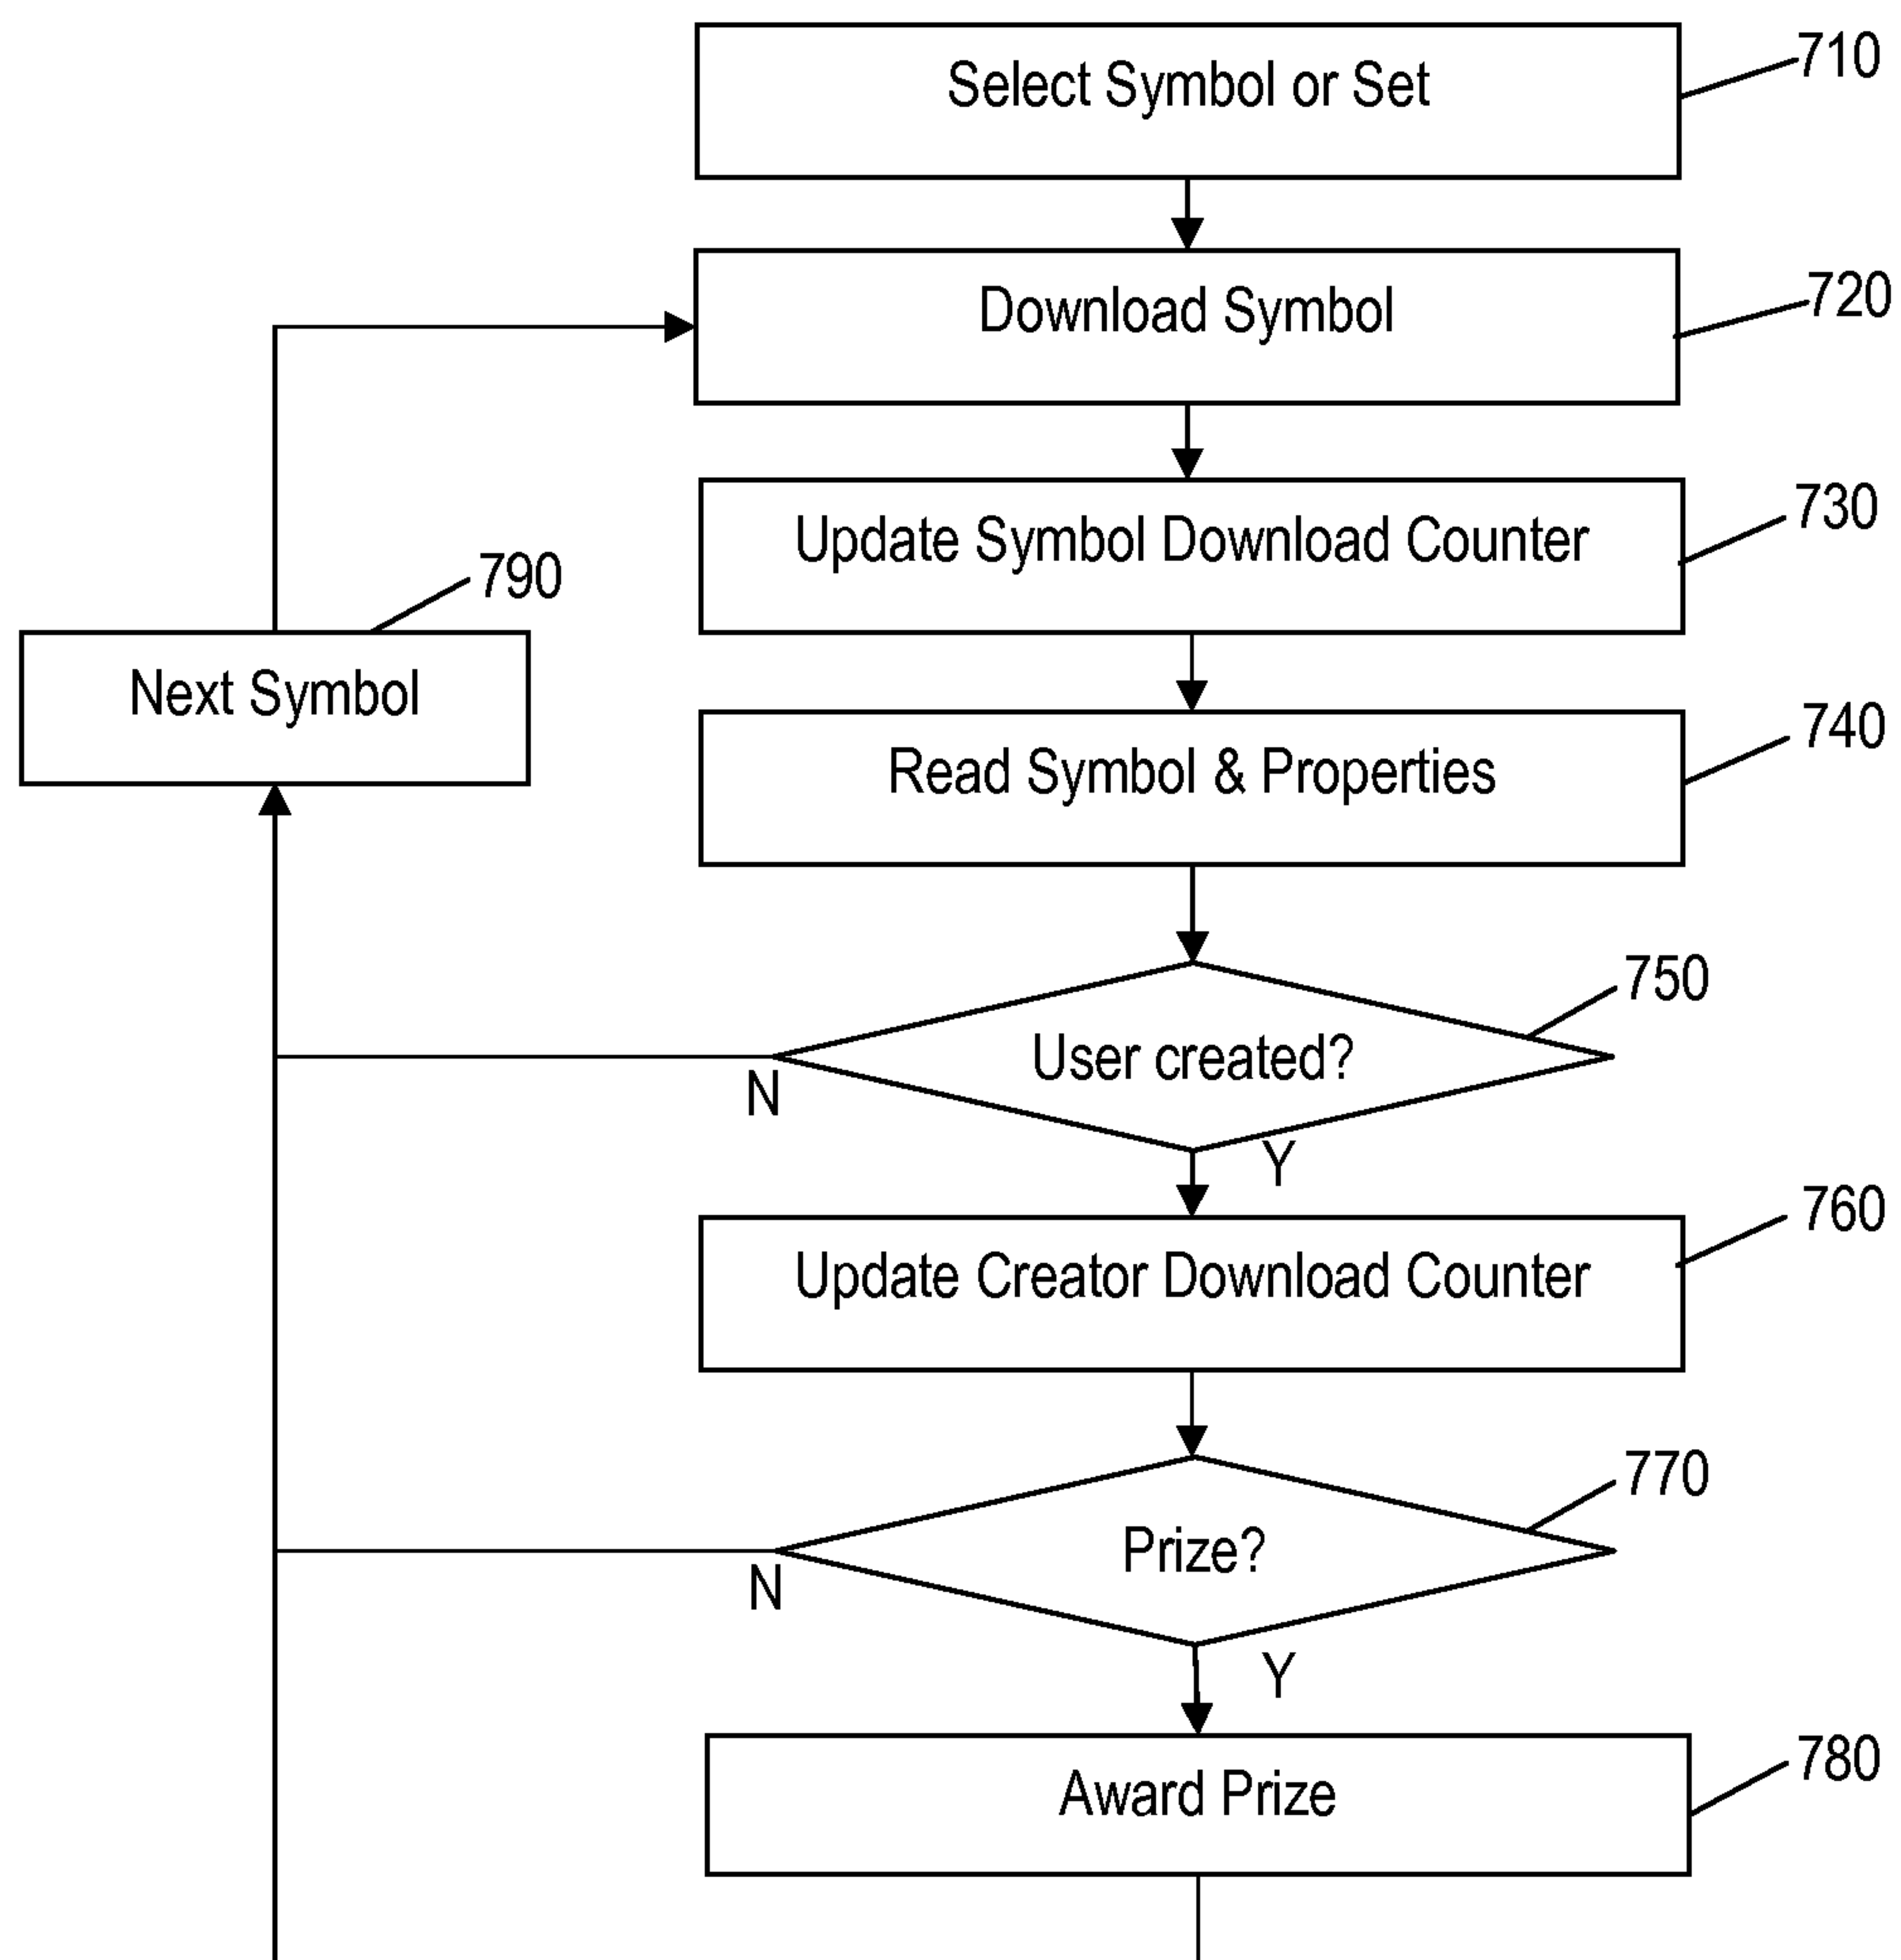 Select Symbol or Set
710
Download Symbol
720
Update Symbol Download Counter
730
790
Next Symbol
Read Symbol & Properties
740
User created?
750
N
Y
Update Creator Download Counter
760
Prize?
770
N
Y
Award Prize
780